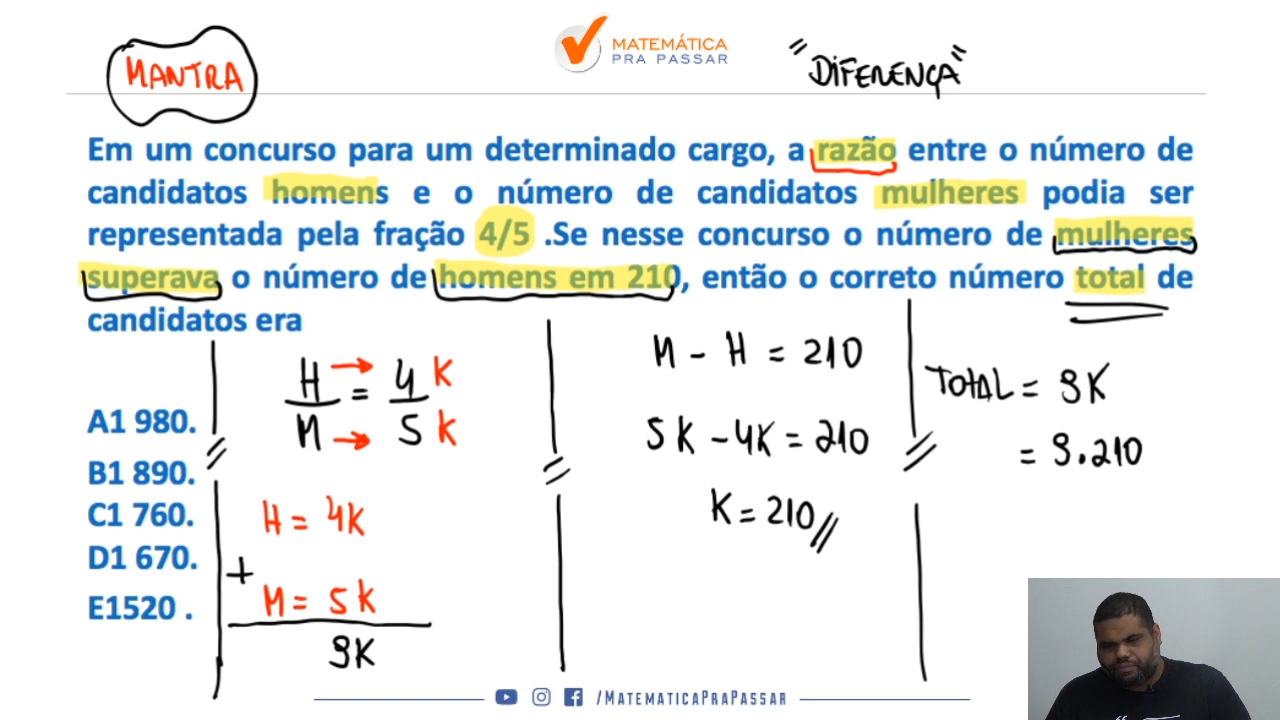 MANTRA
MATEMÁTICA
PRA PASSAR
"DIFERENÇA"
Em um concurso para um determinado cargo, a razão entre o número de
candidatos homens e o número de candidatos mulheres podia ser
representada pela fração 4/5 .Se nesse concurso o número de mulheres
superava o número de homens em 210, então o correto número total de
candidatos era
A1 980.
B1 890.
C1 760.
D1 670.
E1520 .
H → = 4 K
M → 5 K
H = 4K
+
M = 5K
9K
M - H = 210
5K - 4K = 210
K = 210 //
TOTAL = 9K
= 9.210
/MATEMATICAPRAPASSAR